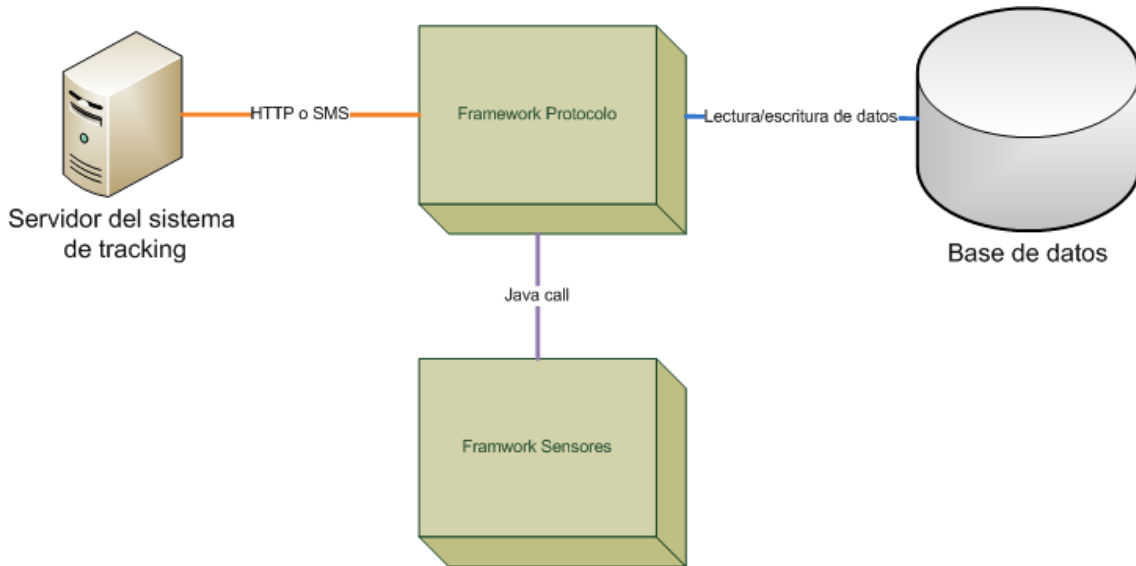 HTTP o SMS
Framework Protocolo
Lectura/escritura de datos
Servidor del sistema
de tracking
Base de datos
Java call
Framwork Sensores